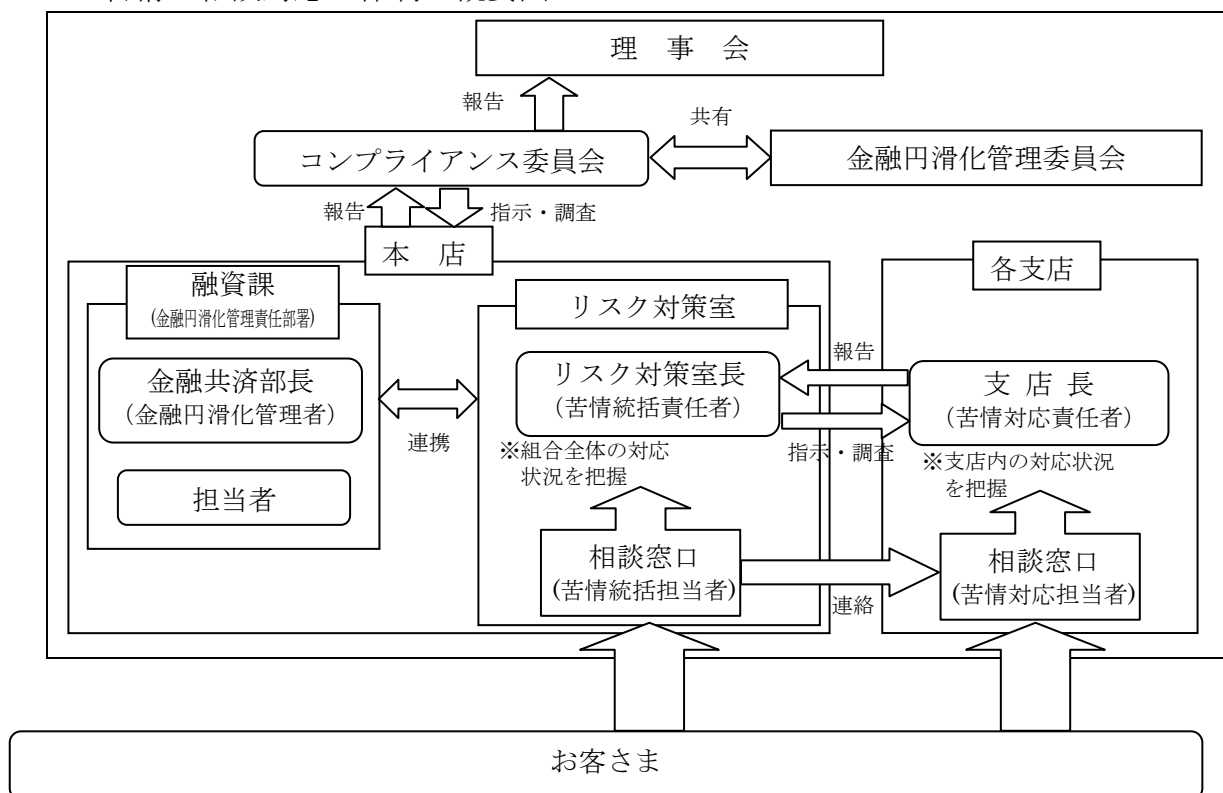 理 事 会
報告
共有
コンプライアンス委員会
金融円滑化管理委員会
報告
指示・調査
本 店
各支店
融資課
(金融円滑化管理責任部署)
リスク対策室
金融共済部長
(金融円滑化管理者)
連携
担当者
リスク対策室長
(苦情統括責任者)
※組合全体の対応
状況を把握
報告
指示・調査
支 店 長
(苦情対応責任者)
※支店内の対応状況
を把握
相談窓口
(苦情統括担当者)
連絡
相談窓口
(苦情対応担当者)
お客さま